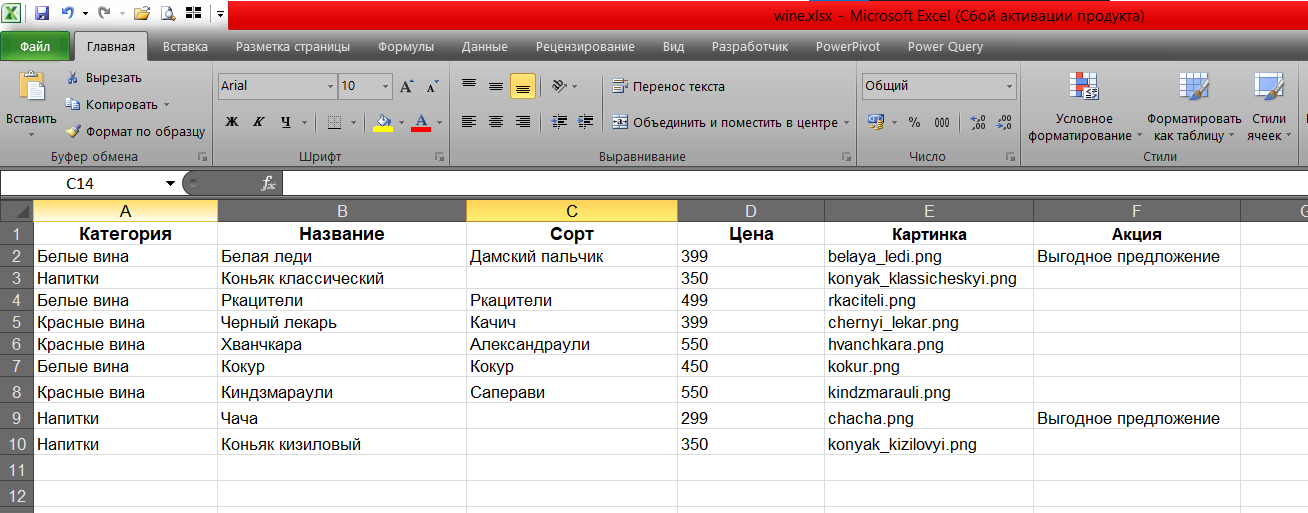 wine.xlsx - Microsoft Excel (Сбой активации продукта)
Файл Главная Вставка Разметка страницы Формулы Данные Рецензирование Вид Разработчик PowerPivot Power Query
Вставить
Вырезать
Копировать
Формат по образцу
Буфер обмена
Arial 10
Ж К Ч А
Шрифт
Перенос текста
Объединить и поместить в центре
Выравнивание
Общий
% 000
Число
Условное форматирование
Форматировать как таблицу
Стили ячеек
Стили
C14 fx
A B C D E F G
1 Категория Название Сорт Цена Картинка Акция
2 Белые вина Белая леди Дамский пальчик 399 belaya_ledi.png Выгодное предложение
3 Напитки Коньяк классический 350 konyak_klassicheskyi.png
4 Белые вина Ркацители Ркацители 499 rkaciteli.png
5 Красные вина Черный лекарь Качич 399 chernyi_lekar.png
6 Красные вина Хванчкара Александраули 550 hvanchkara.png
7 Белые вина Кокур Кокур 450 kokur.png
8 Красные вина Киндзмараули Саперави 550 kindzmarauli.png
9 Напитки Чача 299 chacha.png Выгодное предложение
10 Напитки Коньяк кизиловый 350 konyak_kizilovyi.png
11
12